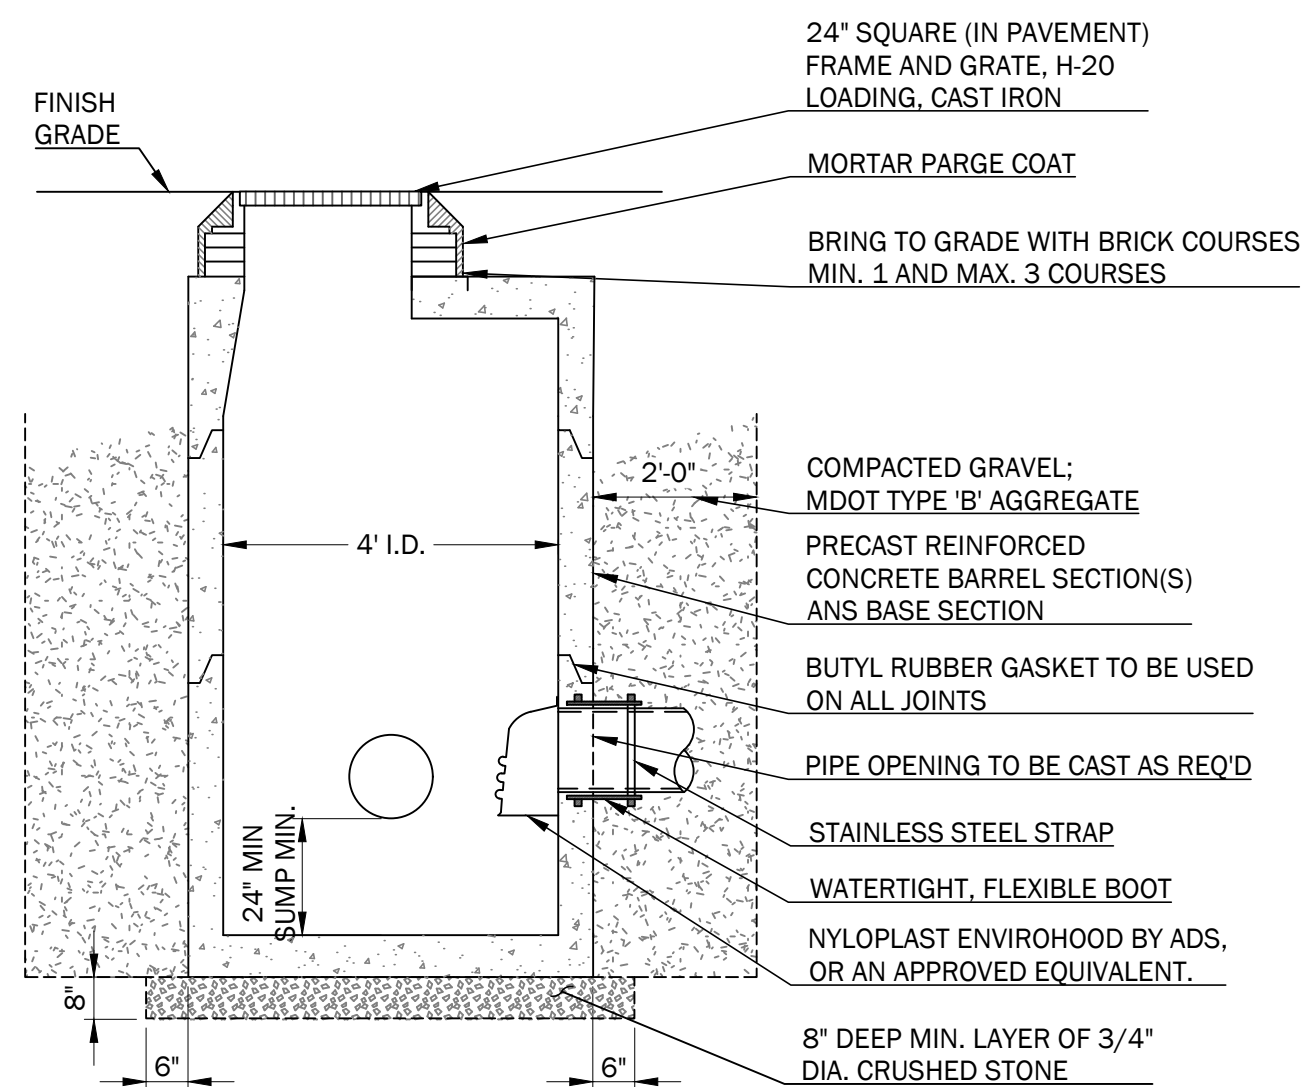 24" SQUARE (IN PAVEMENT)
FRAME AND GRATE, H-20
LOADING, CAST IRON
FINISH
GRADE
MORTAR PARGE COAT
BRING TO GRADE WITH BRICK COURSES
MIN. 1 AND MAX. 3 COURSES
2'-0"
COMPACTED GRAVEL;
MDOT TYPE 'B' AGGREGATE
4' I.D.
PRECAST REINFORCED
CONCRETE BARREL SECTION(S)
ANS BASE SECTION
BUTYL RUBBER GASKET TO BE USED
ON ALL JOINTS
PIPE OPENING TO BE CAST AS REQ'D
STAINLESS STEEL STRAP
24" MIN
SUMP MIN.
WATERTIGHT, FLEXIBLE BOOT
NYLOPLAST ENVIROHOOD BY ADS,
OR AN APPROVED EQUIVALENT.
8"
6"
6"
8" DEEP MIN. LAYER OF 3/4"
DIA. CRUSHED STONE